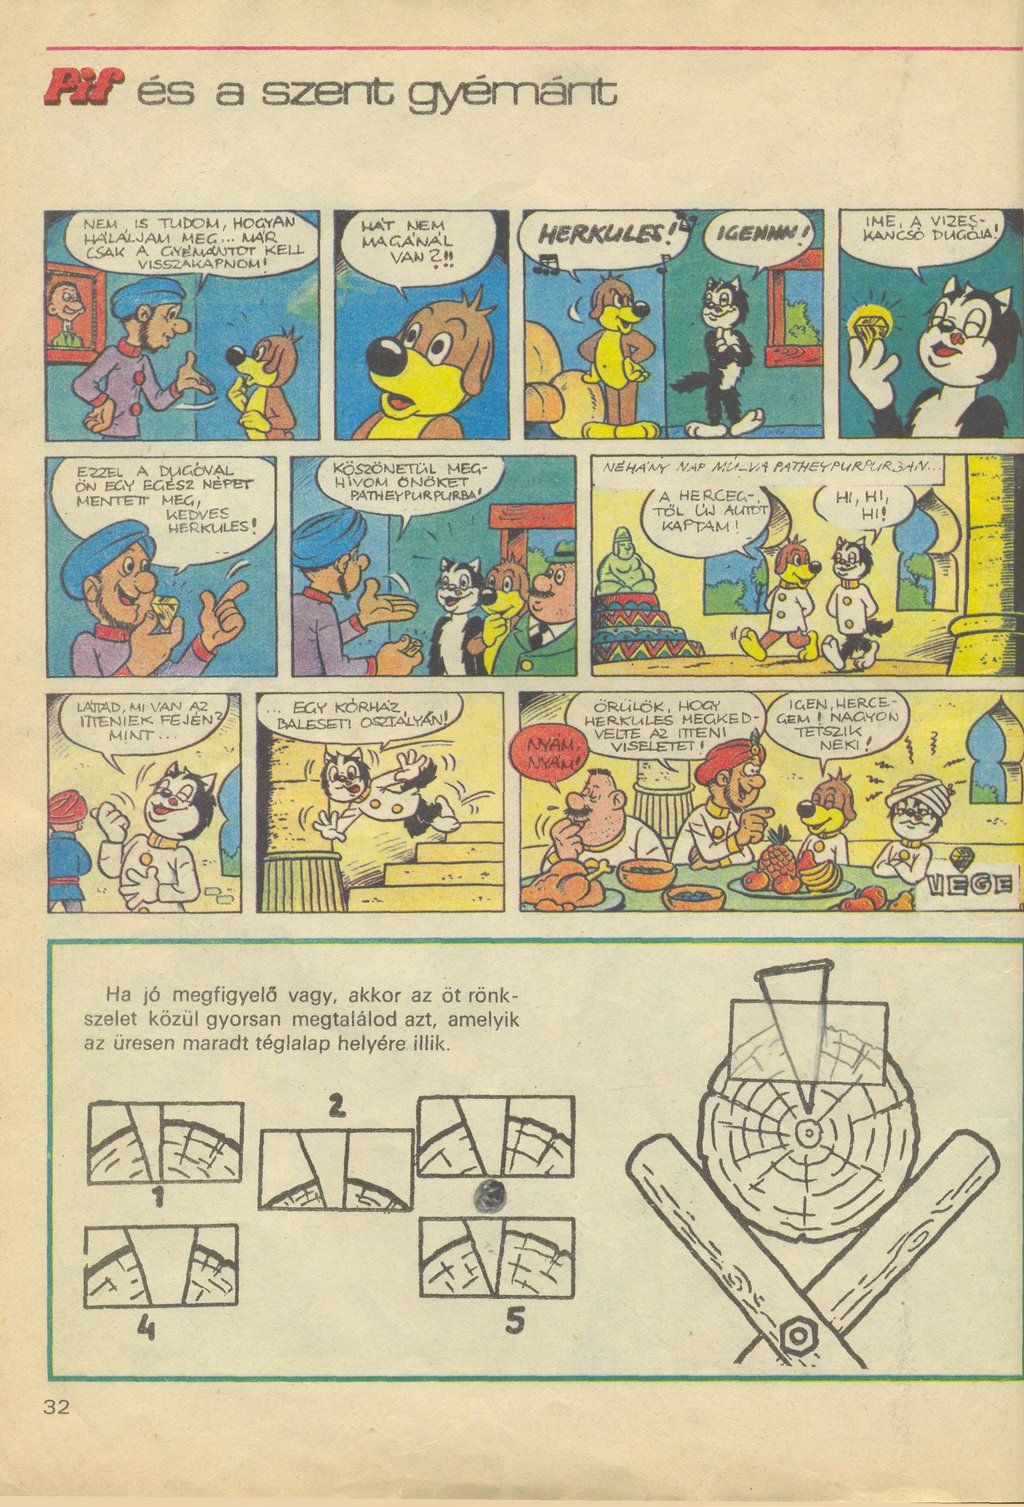 Pif és a szent gyémánt
NEM IS TUDOM, HOGYAN
HÁLÁLJAM MEG... MÁR
CSAK A GYÉMÁNTOT KELL
VISSZAKAPNOM!
HÁT NEM
MAGÁNÁL
VAN?!!
HERKULES!
IGENNN!
IME, A VIZES-
KANCSÓ DUGÓJA!
EZZEL A DUGÓVAL
ÖN EGY EGÉSZ NÉPET
MENTETT MEG,
KEDVES
HERKULES!
KÖSZÖNETÜL MEG-
HÍVOM ÖNÖKET
PATHEYPURPURBA!
NÉHÁNY NAP MÚLVA PATHEYPURPURBAN...
A HERCEG-
TŐL ÚJ AUTÓT
KAPTAM!
HI, HI,
HI!
LÁTTAD, MI VAN AZ
ITTENIEK FEJÉN?
MINT...
... EGY KÓRHÁZ
BALESETI OSZTÁLYÁN!
NYAM,
NYAM!
ÖRÜLÖK, HOGY
HERKULES MEGKED-
VELTE AZ ITTENI
VISELETET!
IGEN, HERCE-
GEM! NAGYON
TETSZIK
NEKI!
VÉGE
Ha jó megfigyelő vagy, akkor az öt rönk-
szelet közül gyorsan megtalálod azt, amelyik
az üresen maradt téglalap helyére illik.
2
1
4
5
32